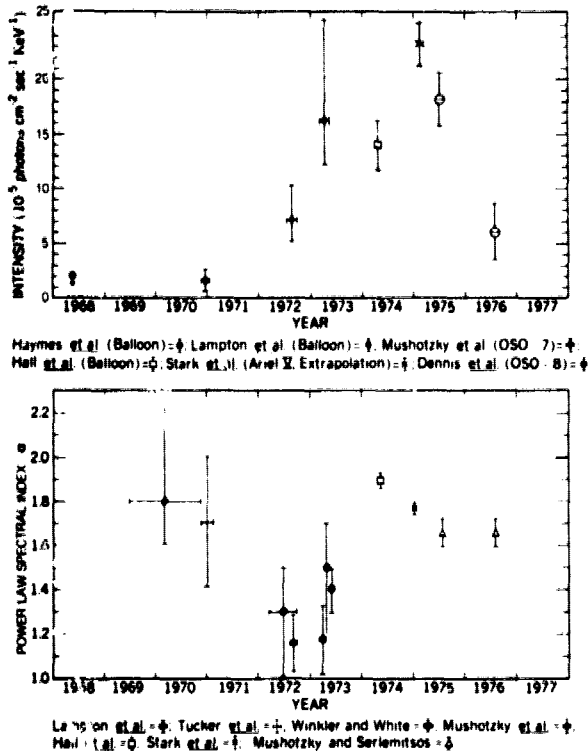 INTENSITY (10⁻⁵ photons cm⁻² sec⁻¹ KeV⁻¹)
25
20
15
10
5
0
1968 1969 1970 1971 1972 1973 1974 1975 1976 1977
YEAR
Haymes et al (Balloon)= ; Lampton et al (Balloon)= ; Mushotzky et al (OSO 7)= ;
Hall et al. (Balloon)= ; Stark et al. (Ariel V, Extrapolation)= ; Dennis et al. (OSO - 8)=
POWER LAW SPECTRAL INDEX α
2.2
2.0
1.8
1.6
1.4
1.2
1.0
1968 1969 1970 1971 1972 1973 1974 1975 1976 1977
YEAR
Lampton et al.= ; Tucker et al.= ; Winkler and White= ; Mushotzky et al.= ;
Hall et al.= ; Stark et al.= ; Mushotzky and Serlemitsos=